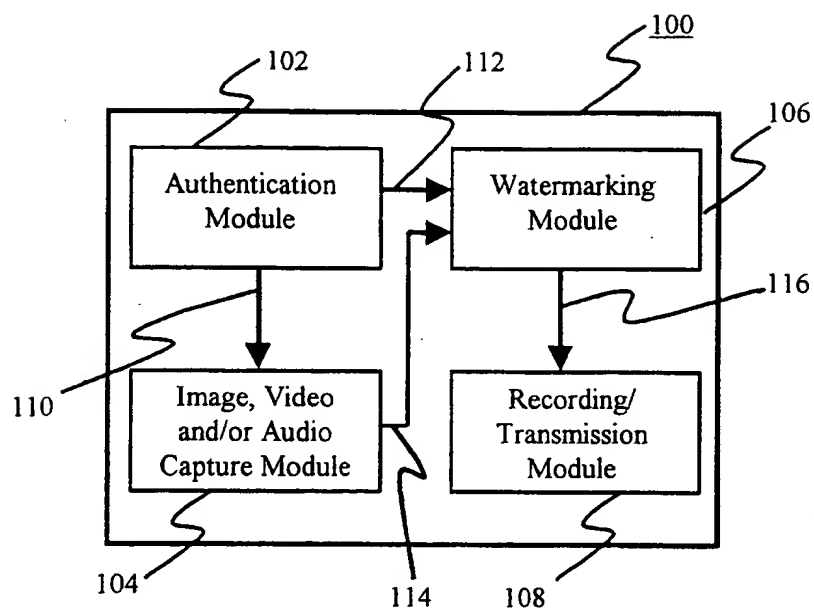 100
102
112
106
Authentication
Module
Watermarking
Module
116
110
Image, Video
and/or Audio
Capture Module
Recording/
Transmission
Module
104
114
108